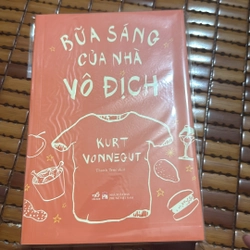 BỮA SÁNG
CỦA NHÀ
VÔ ĐỊCH
KURT
VONNEGUT